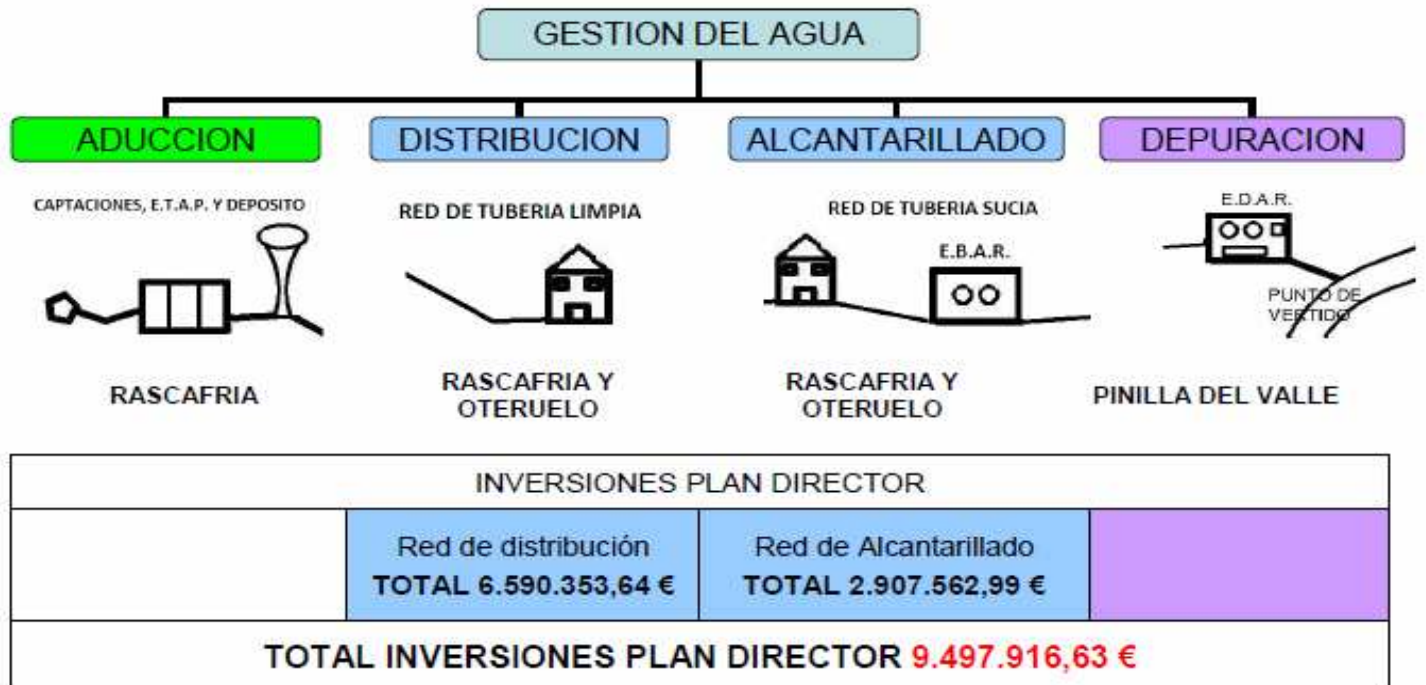 GESTION DEL AGUA
ADUCCION
DISTRIBUCION
ALCANTARILLADO
DEPURACION
CAPTACIONES, E.T.A.P. Y DEPOSITO
RED DE TUBERIA LIMPIA
RED DE TUBERIA SUCIA
E.B.A.R.
E.D.A.R.
PUNTO DE
VERTIDO
RASCAFRIA
RASCAFRIA Y
OTERUELO
RASCAFRIA Y
OTERUELO
PINILLA DEL VALLE
INVERSIONES PLAN DIRECTOR
Red de distribución
TOTAL 6.590.353,64 €
Red de Alcantarillado
TOTAL 2.907.562,99 €
TOTAL INVERSIONES PLAN DIRECTOR 9.497.916,63 €